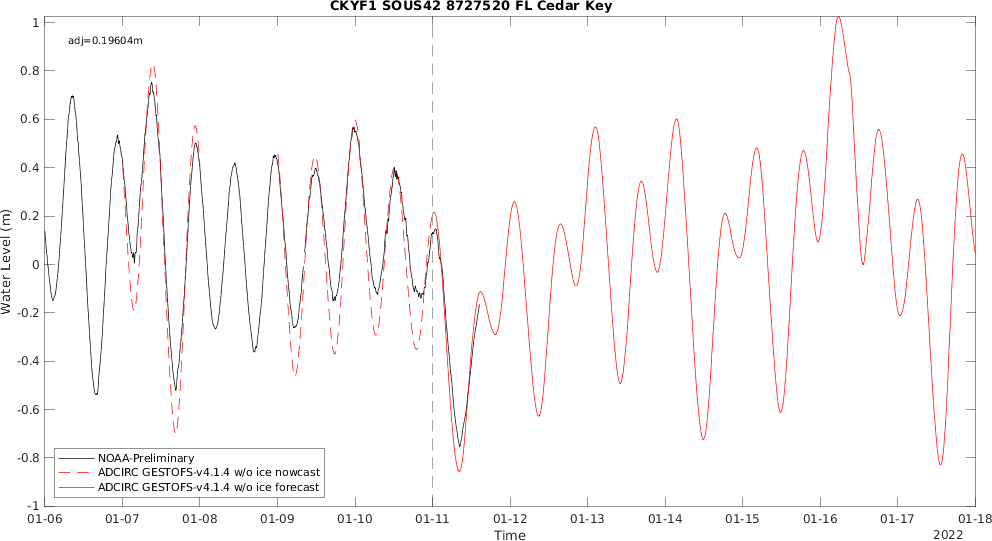 CKYF1 SOUS42 8727520 FL Cedar Key
adj=0.19604m
1
0.8
0.6
0.4
0.2
0
-0.2
-0.4
-0.6
-0.8
-1
Water Level (m)
NOAA-Preliminary
ADCIRC GESTOFS-v4.1.4 w/o ice nowcast
ADCIRC GESTOFS-v4.1.4 w/o ice forecast
01-06 01-07 01-08 01-09 01-10 01-11 01-12 01-13 01-14 01-15 01-16 01-17 01-18
Time
2022